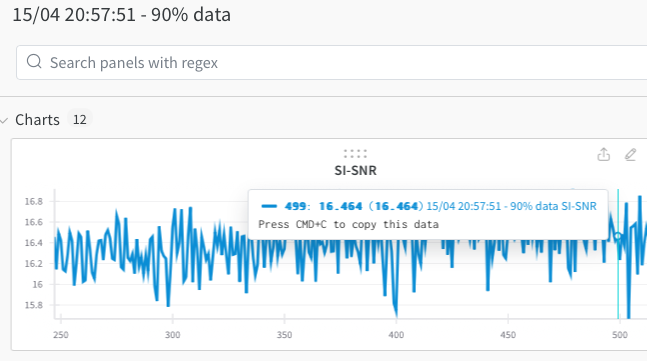 15/04 20:57:51 - 90% data
Search panels with regex
Charts 12
SI-SNR
499: 16.464 (16.464) 15/04 20:57:51 - 90% data SI-SNR
Press CMD+C to copy this data
16.8
16.6
16.4
16.2
16
15.8
250 300 350 400 450 500